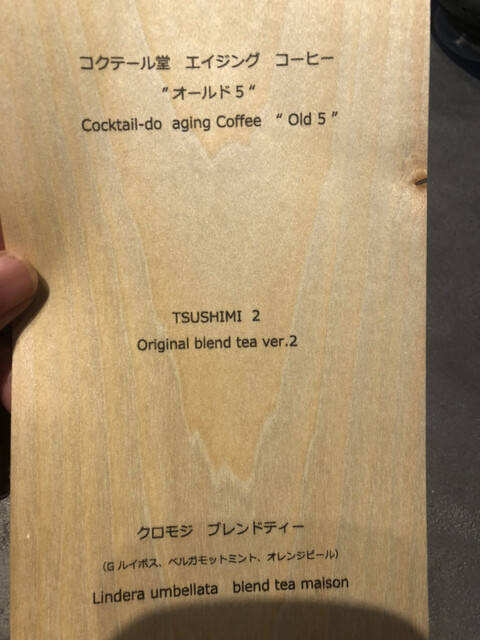 コクテール堂　エイジング　コーヒー
“ オールド 5 “
Cocktail-do aging Coffee “ Old 5 ”
TSUSHIMI 2
Original blend tea ver.2
クロモジ　ブレンドティー
（G ルイボス、ベルガモットミント、オレンジピール）
Lindera umbellata blend tea maison